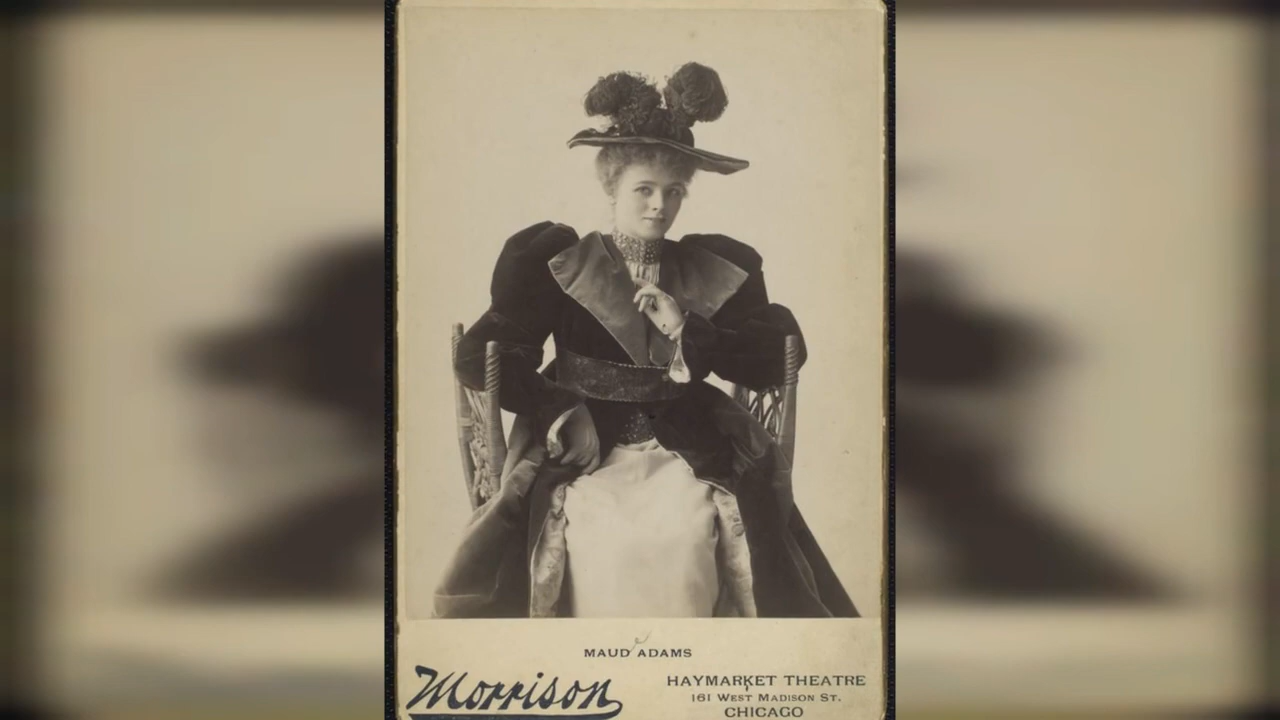 MAUD ADAMS
Morrison
HAYMARKET THEATRE
161 WEST MADISON ST.
CHICAGO